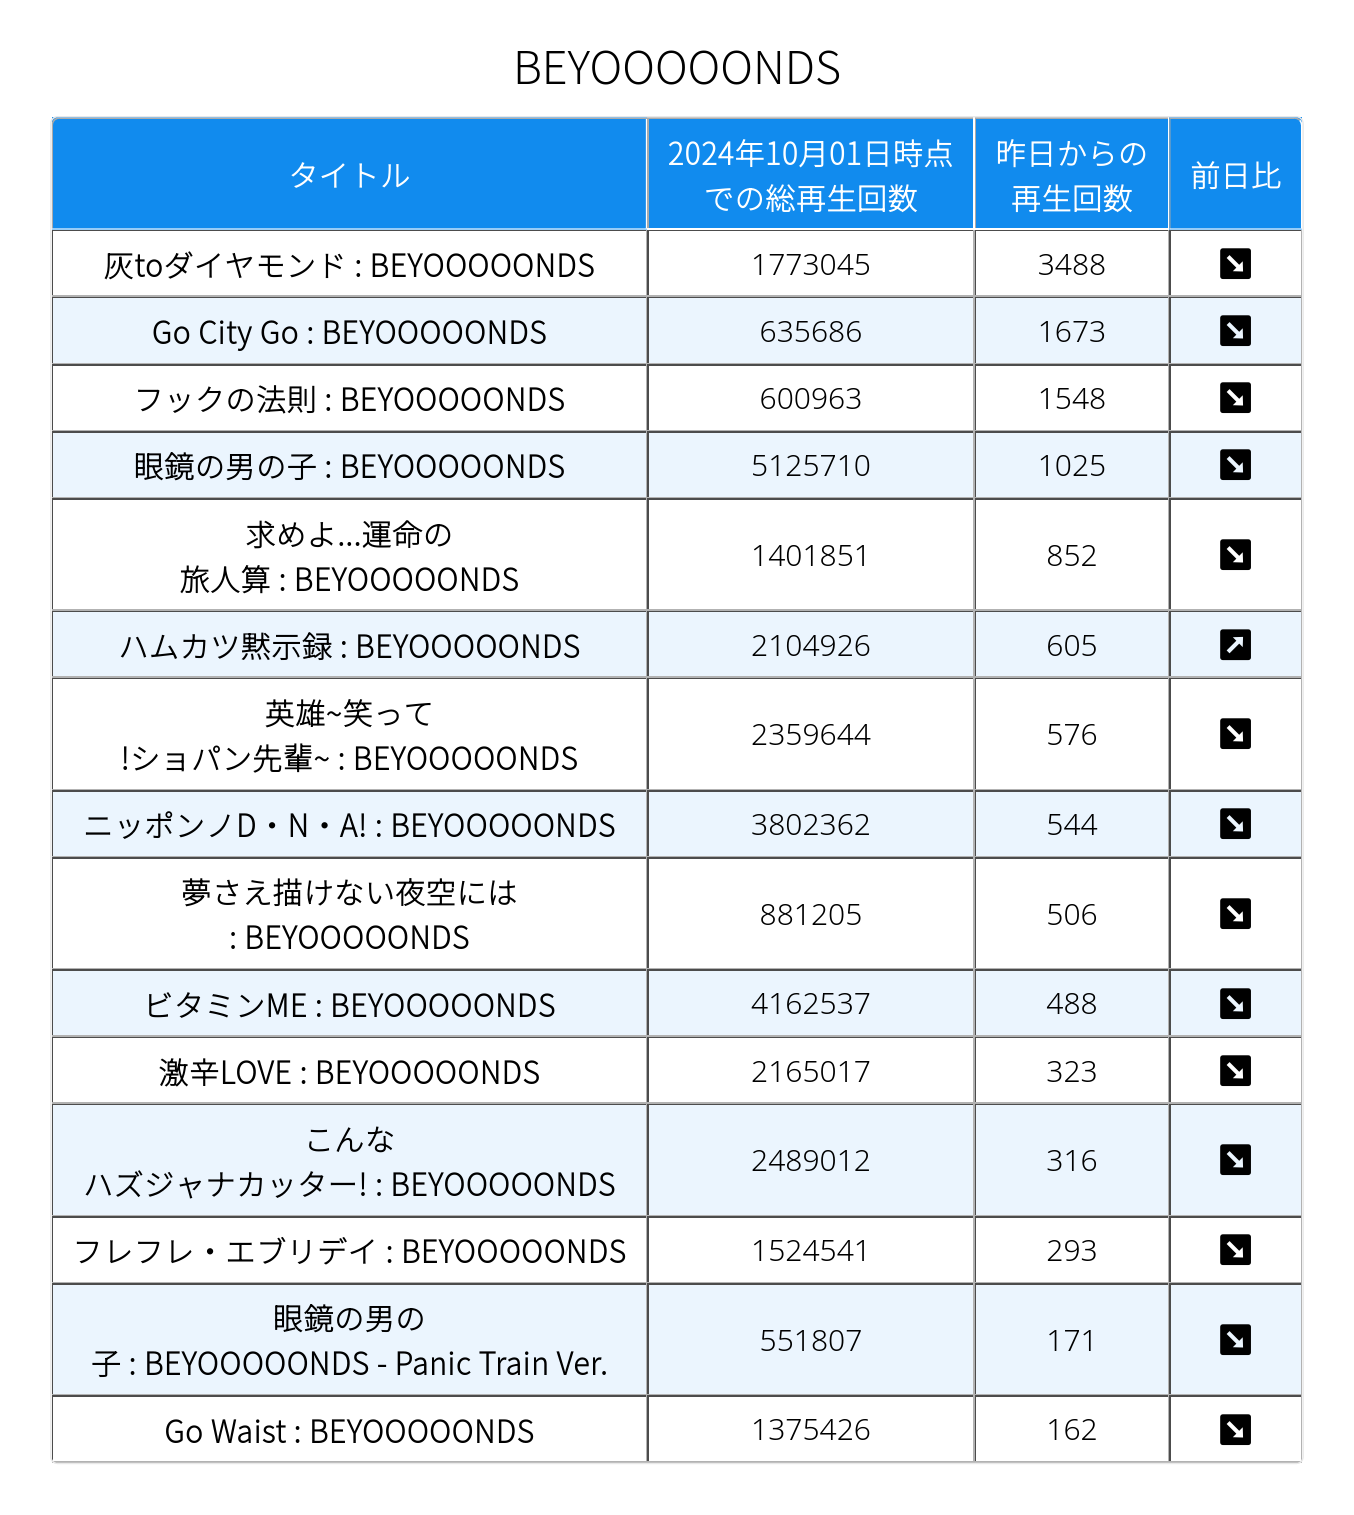 BEYOOOOONDS
タイトル
2024年10月01日時点
での総再生回数
昨日からの
再生回数
前日比
灰toダイヤモンド : BEYOOOOONDS 1773045 3488 ↘
Go City Go : BEYOOOOONDS 635686 1673 ↘
フックの法則 : BEYOOOOONDS 600963 1548 ↘
眼鏡の男の子 : BEYOOOOONDS 5125710 1025 ↘
求めよ...運命の
旅人算 : BEYOOOOONDS 1401851 852 ↘
ハムカツ黙示録 : BEYOOOOONDS 2104926 605 ↗
英雄~笑って
!ショパン先輩~ : BEYOOOOONDS 2359644 576 ↘
ニッポンノD・N・A! : BEYOOOOONDS 3802362 544 ↘
夢さえ描けない夜空には
: BEYOOOOONDS 881205 506 ↘
ビタミンME : BEYOOOOONDS 4162537 488 ↘
激辛LOVE : BEYOOOOONDS 2165017 323 ↘
こんな
ハズジャナカッター! : BEYOOOOONDS 2489012 316 ↘
フレフレ・エブリデイ : BEYOOOOONDS 1524541 293 ↘
眼鏡の男の
子 : BEYOOOOONDS - Panic Train Ver. 551807 171 ↘
Go Waist : BEYOOOOONDS 1375426 162 ↘